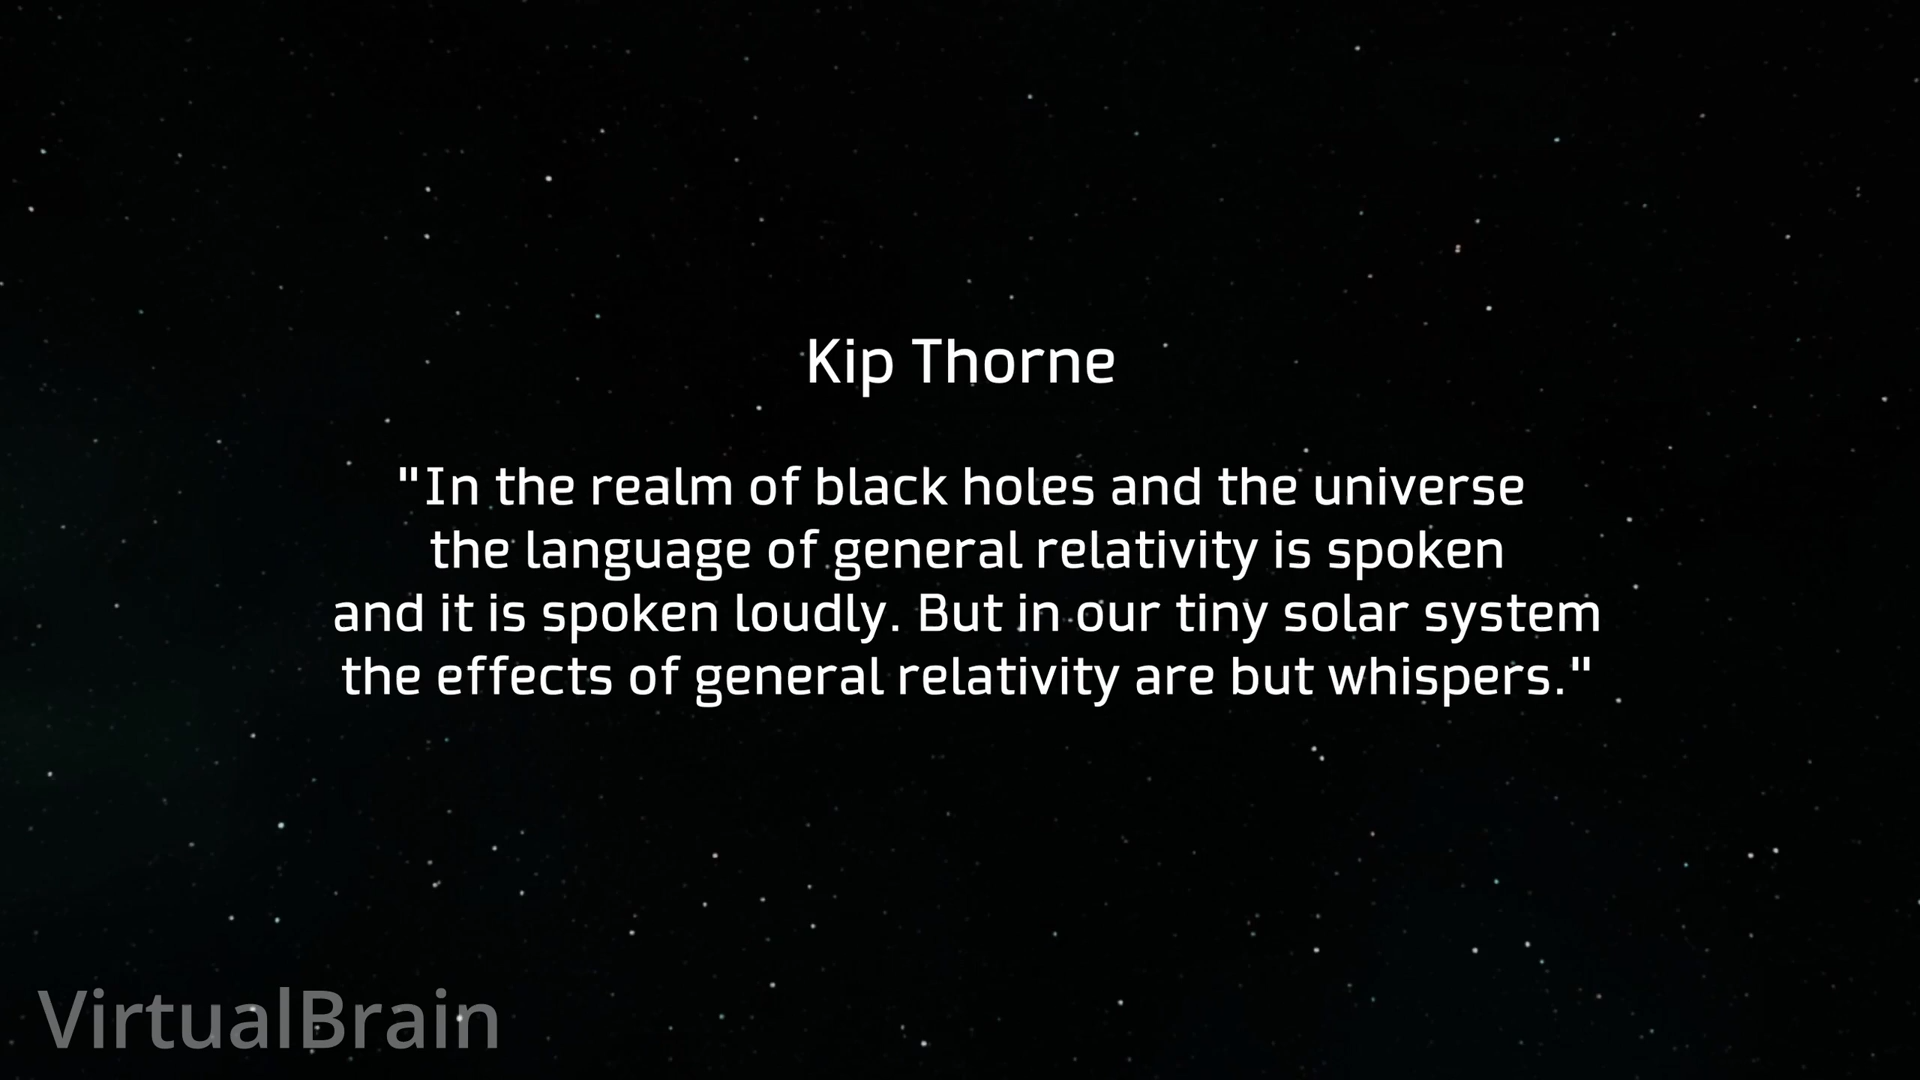 Kip Thorne
"In the realm of black holes and the universe
the language of general relativity is spoken
and it is spoken loudly. But in our tiny solar system
the effects of general relativity are but whispers."
VirtualBrain